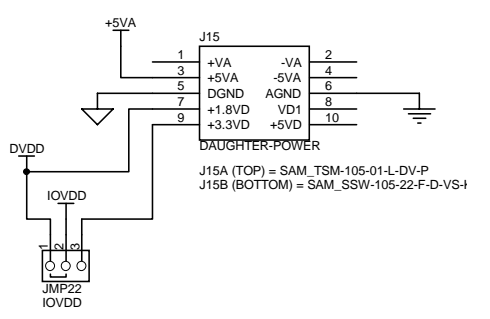 +5VA
J15
1 +VA -VA 2
3 +5VA -5VA 4
5 DGND AGND 6
7 +1.8VD VD1 8
9 +3.3VD +5VD 10
DAUGHTER-POWER
DVDD
J15A (TOP) = SAM_TSM-105-01-L-DV-P
J15B (BOTTOM) = SAM_SSW-105-22-F-D-VS-
IOVDD
1 2 3
JMP22
IOVDD